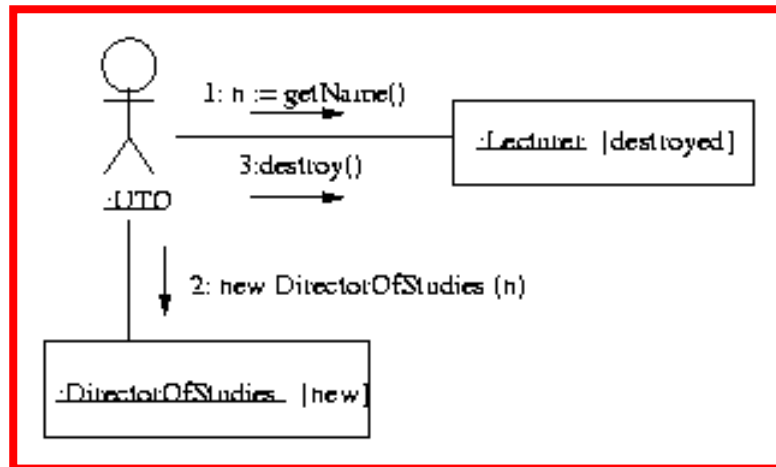 1: n := getName()
:Lecturer [destroyed]
3:destroy()
:UTO
2: new DirectorOfStudies (n)
:DirectorOfStudies [new]